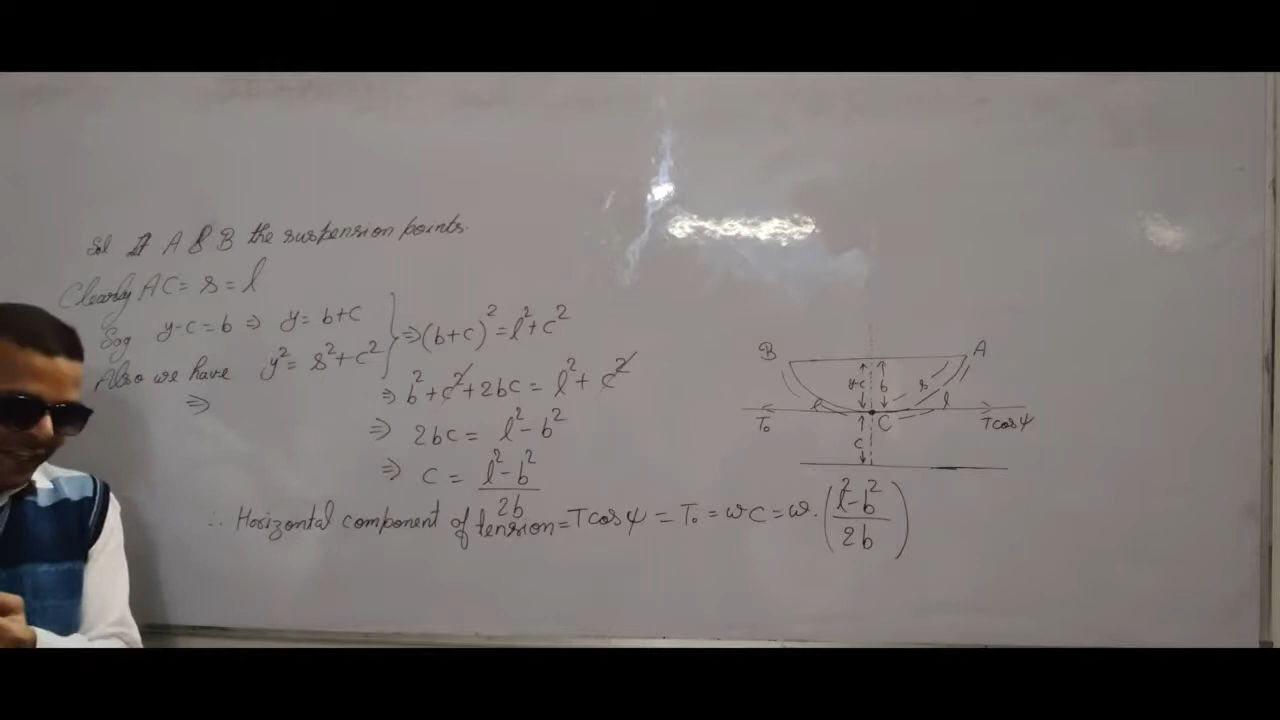 Sol If A & B the suspension points.
Clearly AC = s = l
Sag y-c = b ⇒ y = b+c
Also we have y² = s²+c²
⇒
⇒ (b+c)² = l²+c²
⇒ b²+c²+2bc = l²+c²
⇒ 2bc = l²-b²
⇒ c = (l²-b²)/2b
∴ Horizontal component of tension = T cos ψ = T₀ = wc = w. ((l²-b²)/2b)
B A
y-c b s
l l
T₀ C T cos ψ
c